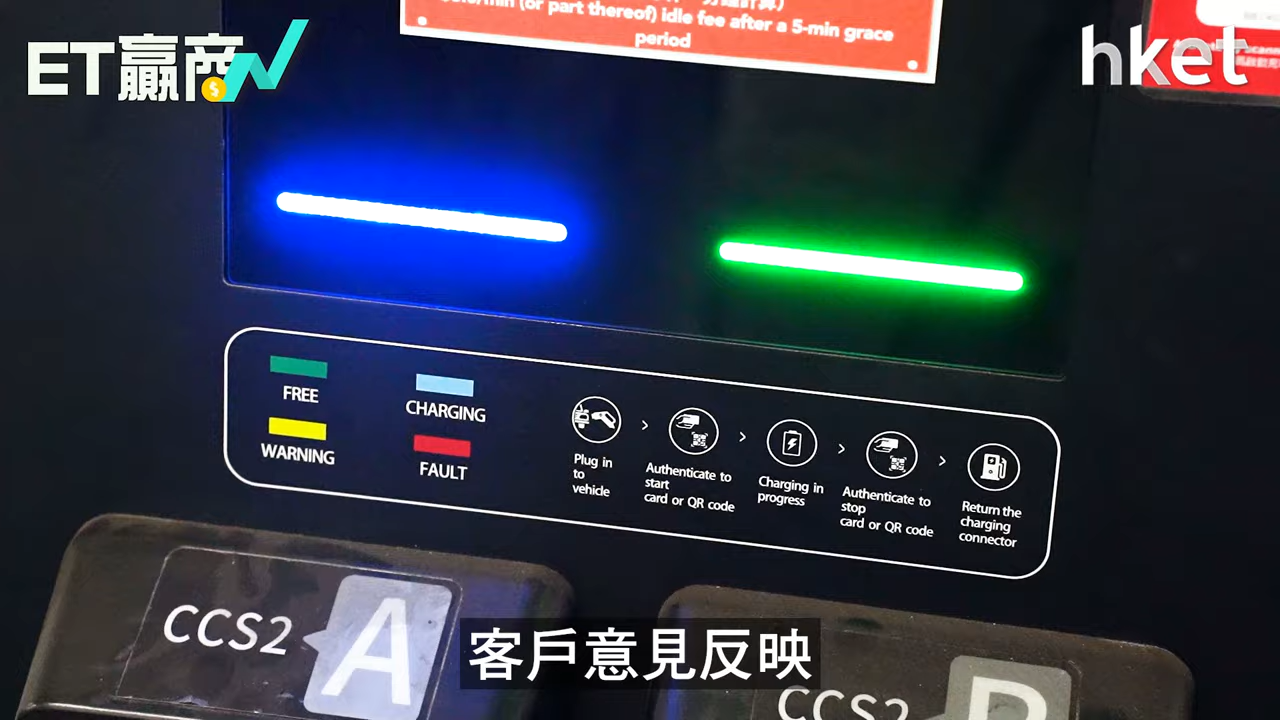 ET贏商
hket
(or part thereof) idle fee after a 5-min grace
period
FREE
CHARGING
WARNING
FAULT
Plug in
to
vehicle
Authenticate to
start
card or QR code
Charging in
progress
Authenticate to
stop
card or QR code
Return the
charging
connector
CCS2
A
CCS2
客戶意見反映